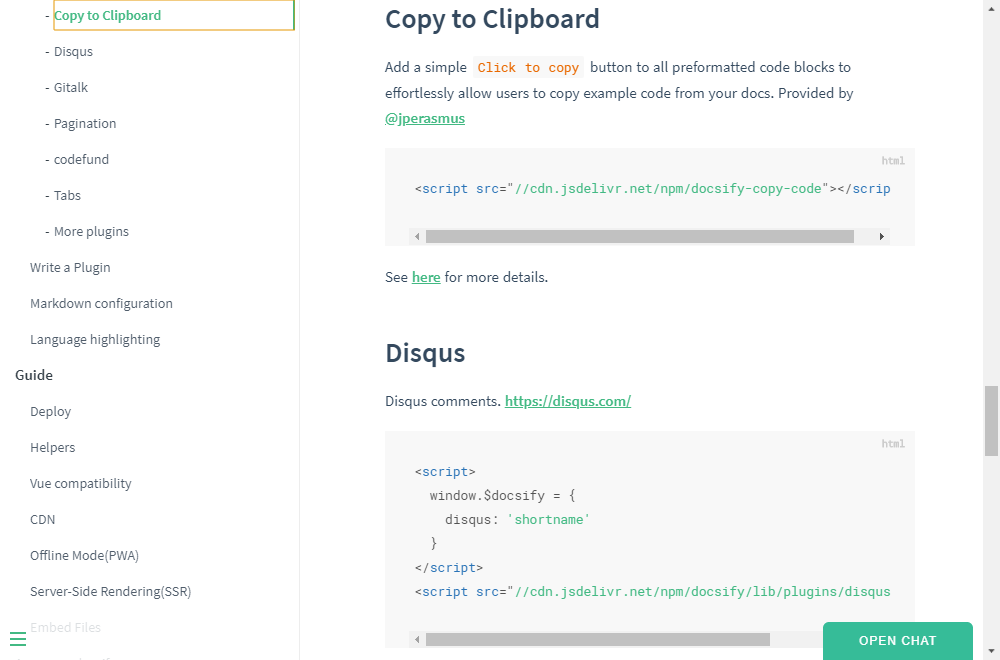 - Copy to Clipboard
- Disqus
- Gitalk
- Pagination
- codefund
- Tabs
- More plugins
Write a Plugin
Markdown configuration
Language highlighting
Guide
Deploy
Helpers
Vue compatibility
CDN
Offline Mode(PWA)
Server-Side Rendering(SSR)
Embed Files
Copy to Clipboard
Add a simple Click to copy button to all preformatted code blocks to
effortlessly allow users to copy example code from your docs. Provided by
@jperasmus
html
<script src="//cdn.jsdelivr.net/npm/docsify-copy-code"></scrip
See here for more details.
Disqus
Disqus comments. https://disqus.com/
html
<script>
window.$docsify = {
disqus: 'shortname'
}
</script>
<script src="//cdn.jsdelivr.net/npm/docsify/lib/plugins/disqus
OPEN CHAT